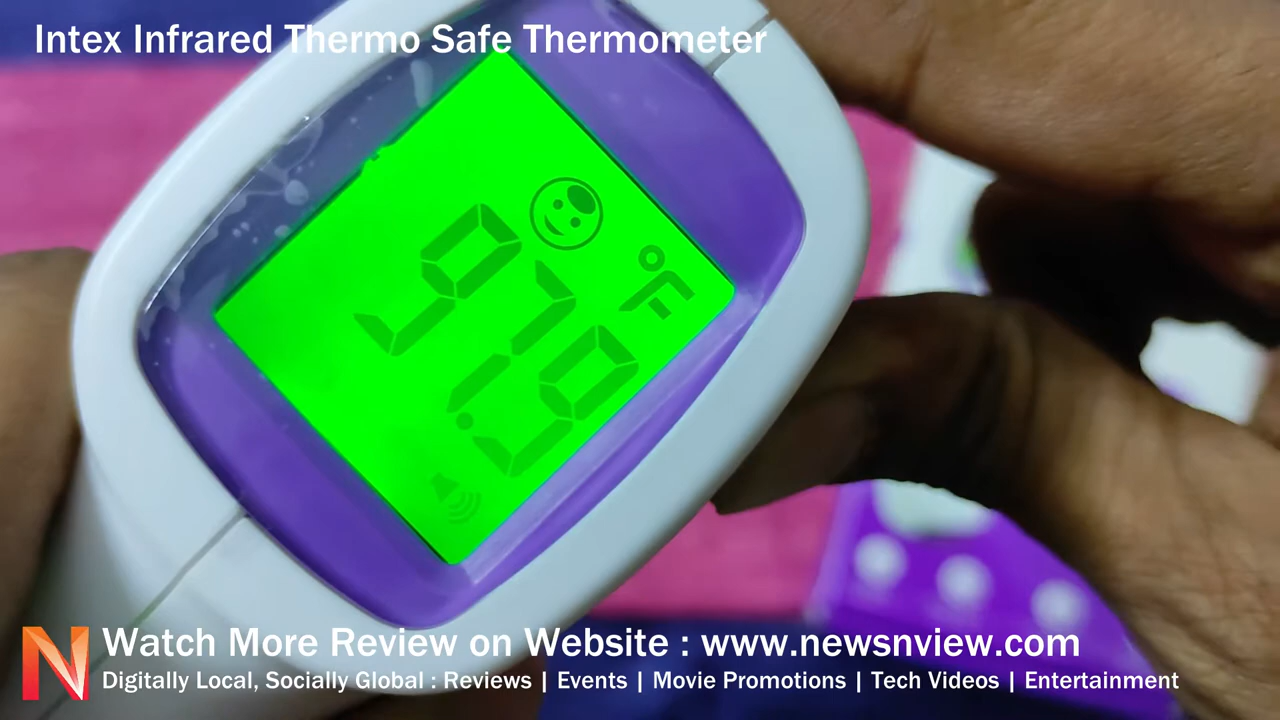 Intex Infrared Thermo Safe Thermometer
97.9 °F
N Watch More Review on Website : www.newsnview.com
Digitally Local, Socially Global : Reviews | Events | Movie Promotions | Tech Videos | Entertainment